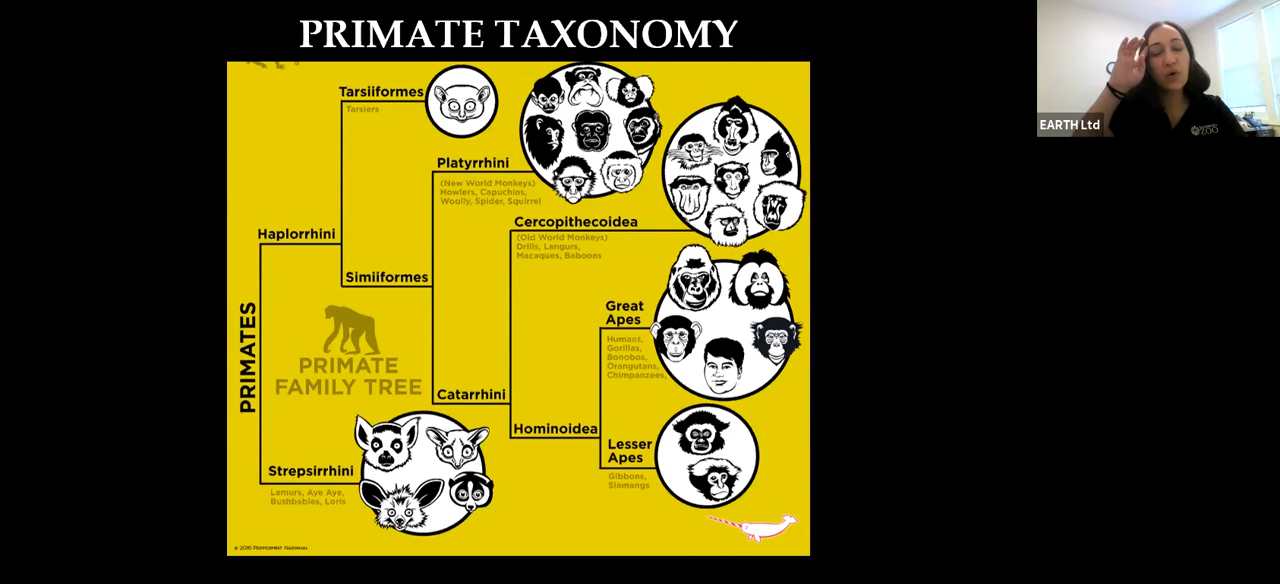 PRIMATE TAXONOMY
Tarsiiformes
Tarsiers
Platyrrhini
(New World Monkeys)
Howlers, Capuchins,
Woolly, Spider, Squirrel
Cercopithecoidea
(Old World Monkeys)
Drills, Langurs,
Macaques, Baboons
Haplorrhini
Simiiformes
Great
Apes
Humans,
Gorillas,
Bonobos,
Orangutans,
Chimpanzees,
PRIMATES
PRIMATE
FAMILY TREE
Catarrhini
Hominoidea
Lesser
Apes
Gibbons,
Siamangs
Strepsirrhini
Lemurs, Aye Aye,
Bushbabies, Loris
© 2016 PEPPERMINT NARWHAL
EARTH Ltd
ZOO